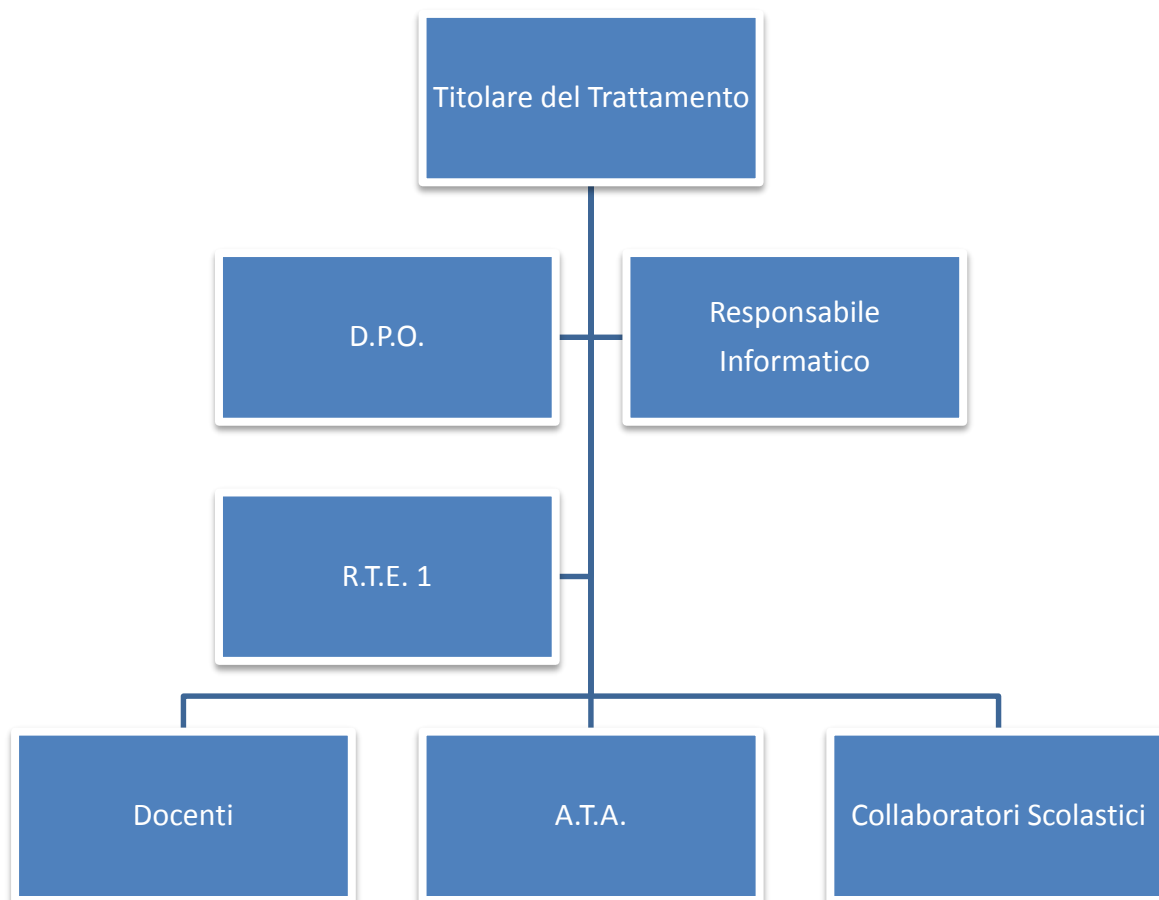 Titolare del Trattamento
D.P.O.
Responsabile
Informatico
R.T.E. 1
Docenti
A.T.A.
Collaboratori Scolastici